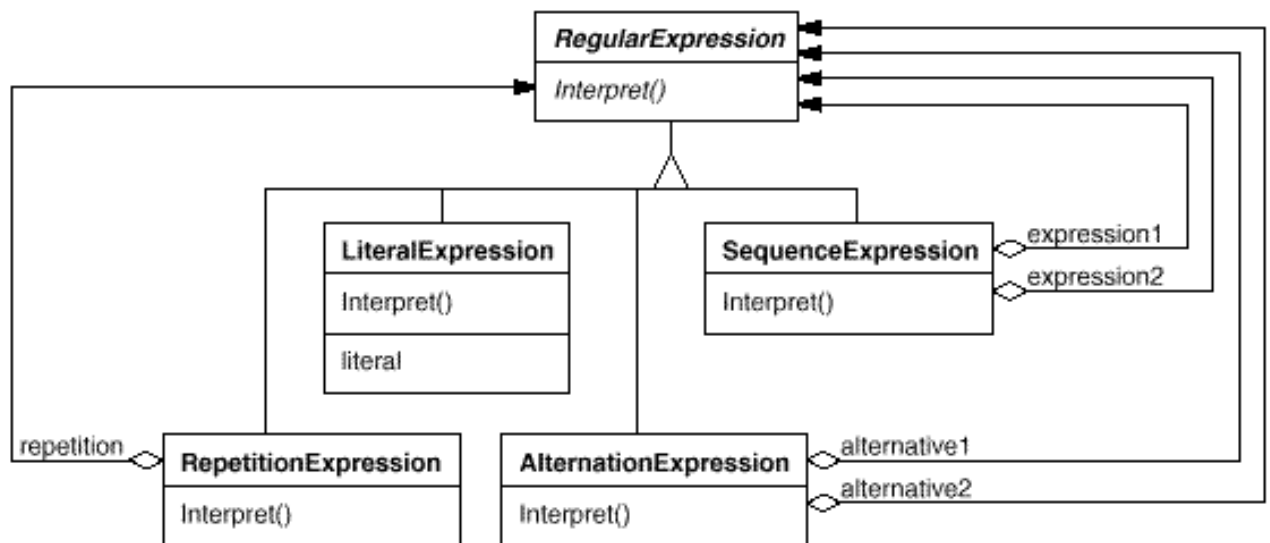 RegularExpression
Interpret()
LiteralExpression
Interpret()
literal
SequenceExpression
Interpret()
expression1
expression2
repetition
RepetitionExpression
Interpret()
AlternationExpression
Interpret()
alternative1
alternative2